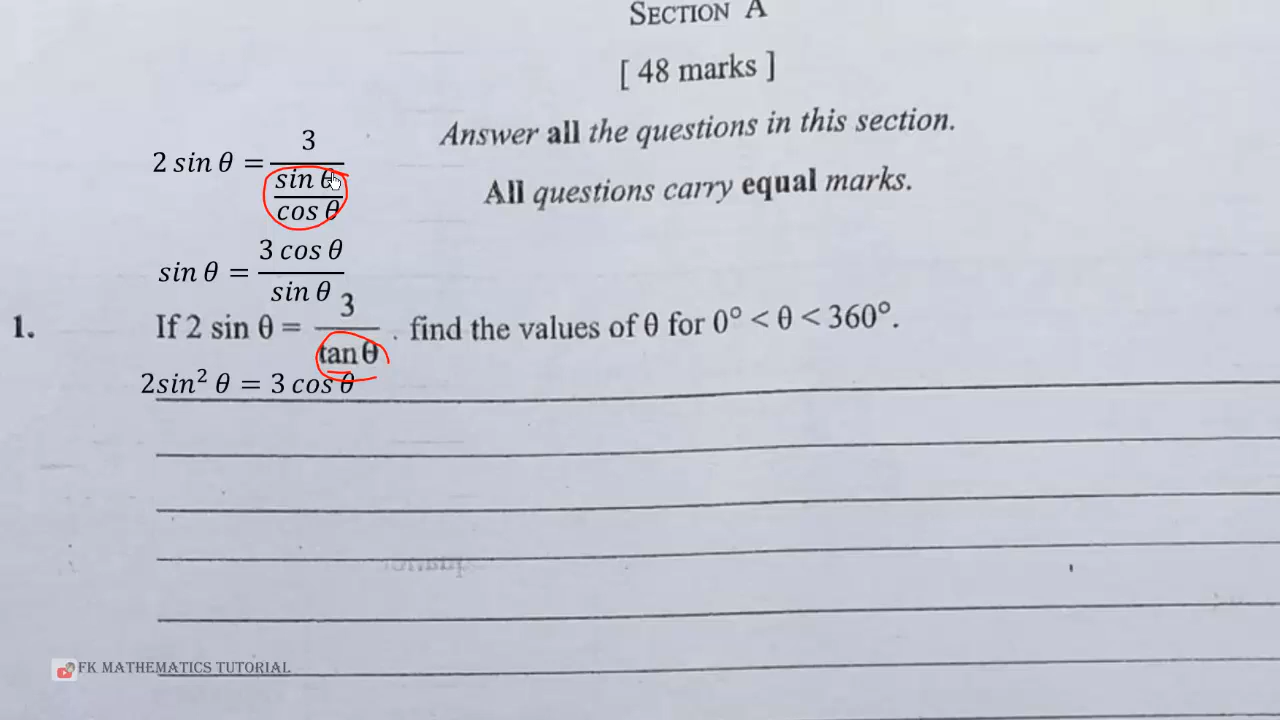 SECTION A
[ 48 marks ]
Answer all the questions in this section.
All questions carry equal marks.
2 sin θ = 3 / (sin θ / cos θ)
sin θ = 3 cos θ / sin θ
1. If 2 sin θ = 3 / tan θ . find the values of θ for 0° < θ < 360°.
2sin² θ = 3 cos θ
FK MATHEMATICS TUTORIAL